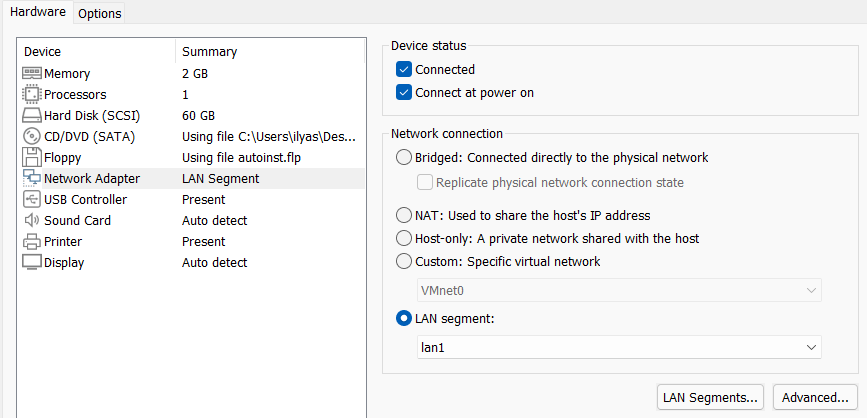 Hardware
Options
Device Summary
Memory 2 GB
Processors 1
Hard Disk (SCSI) 60 GB
CD/DVD (SATA) Using file C:\Users\ilyas\Des...
Floppy Using file autoinst.flp
Network Adapter LAN Segment
USB Controller Present
Sound Card Auto detect
Printer Present
Display Auto detect
Device status
Connected
Connect at power on
Network connection
Bridged: Connected directly to the physical network
Replicate physical network connection state
NAT: Used to share the host's IP address
Host-only: A private network shared with the host
Custom: Specific virtual network
VMnet0
LAN segment:
lan1
LAN Segments... Advanced...